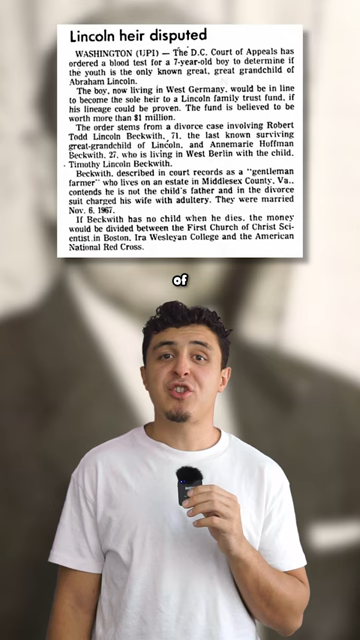 Lincoln heir disputed
WASHINGTON (UPI) — The D.C. Court of Appeals has
ordered a blood test for a 7-year-old boy to determine if
the youth is the only known great, great grandchild of
Abraham Lincoln.
The boy, now living in West Germany, would be in line
to become the sole heir to a Lincoln family trust fund, if
his lineage could be proven. The fund is believed to be
worth more than $1 million.
The order stems from a divorce case involving Robert
Todd Lincoln Beckwith, 71, the last known surviving
great-grandchild of Lincoln, and Annemarie Hoffman
Beckwith, 27, who is living in West Berlin with the child,
Timothy Lincoln Beckwith.
Beckwith, described in court records as a "gentleman
farmer" who lives on an estate in Middlesex County, Va.,
contends he is not the child's father and in the divorce
suit charged his wife with adultery. They were married
Nov. 6, 1967.
If Beckwith has no child when he dies, the money
would be divided between the First Church of Christ Sci-
entist in Boston, Ira Wesleyan College and the American
National Red Cross.
of